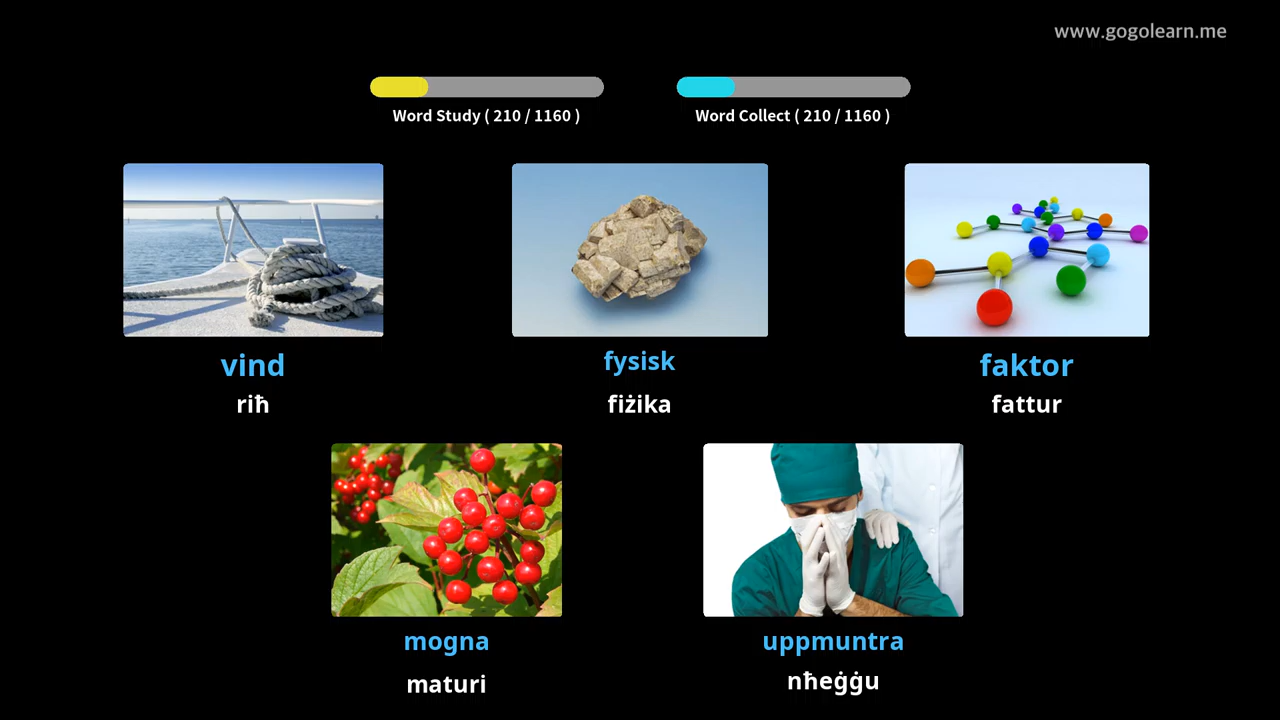 www.gogolearn.me
Word Study ( 210 / 1160 )
Word Collect ( 210 / 1160 )
vind
riħ
fysisk
fiżika
faktor
fattur
mogna
maturi
uppmuntra
nħeġġu